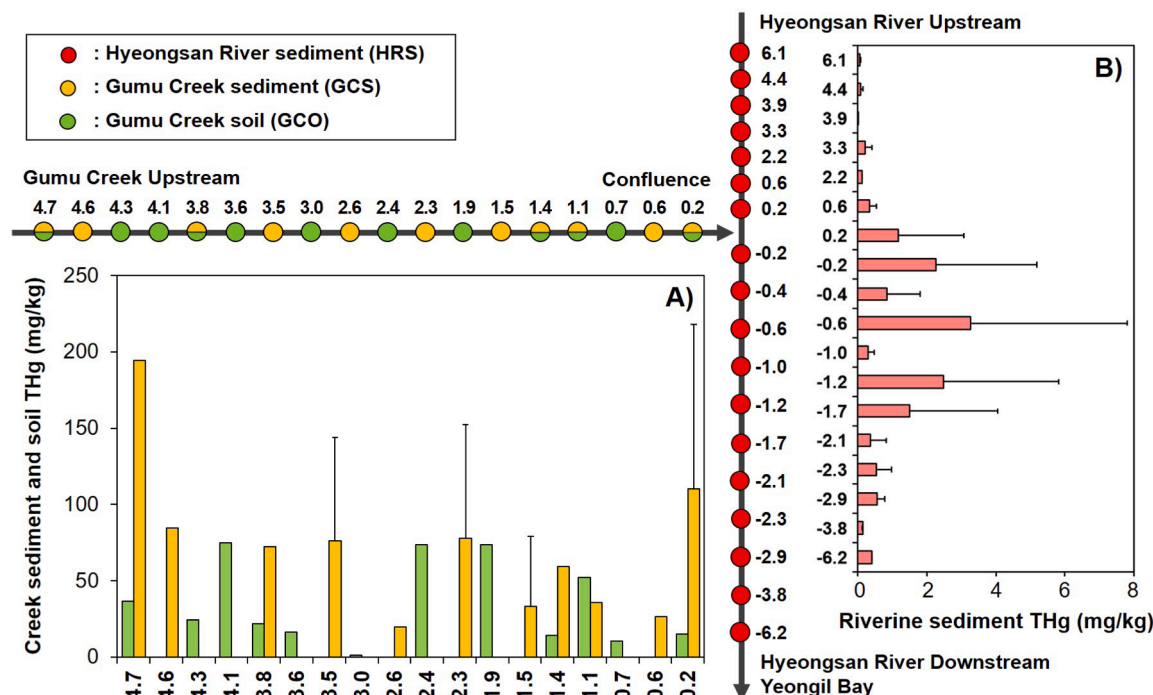 : Hyeongsan River sediment (HRS)
: Gumu Creek sediment (GCS)
: Gumu Creek soil (GCO)
Gumu Creek Upstream
Confluence
4.7 4.6 4.3 4.1 3.8 3.6 3.5 3.0 2.6 2.4 2.3 1.9 1.5 1.4 1.1 0.7 0.6 0.2
Hyeongsan River Upstream
6.1
4.4
3.9
3.3
2.2
0.6
0.2
-0.2
-0.4
-0.6
-1.0
-1.2
-1.7
-2.1
-2.3
-2.9
-3.8
-6.2
Hyeongsan River Downstream
Yeongil Bay
A)
Creek sediment and soil THg (mg/kg)
250
200
150
100
50
0
4.7 4.6 4.3 4.1 3.8 3.6 3.5 3.0 2.6 2.4 2.3 1.9 1.5 1.4 1.1 0.7 0.6 0.2
B)
6.1
4.4
3.9
3.3
2.2
0.6
0.2
-0.2
-0.4
-0.6
-1.0
-1.2
-1.7
-2.1
-2.3
-2.9
-3.8
-6.2
0 2 4 6 8
Riverine sediment THg (mg/kg)